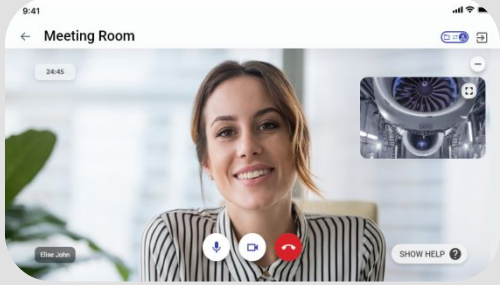 9:41
Meeting Room
24:45
Elise John
SHOW HELP ?